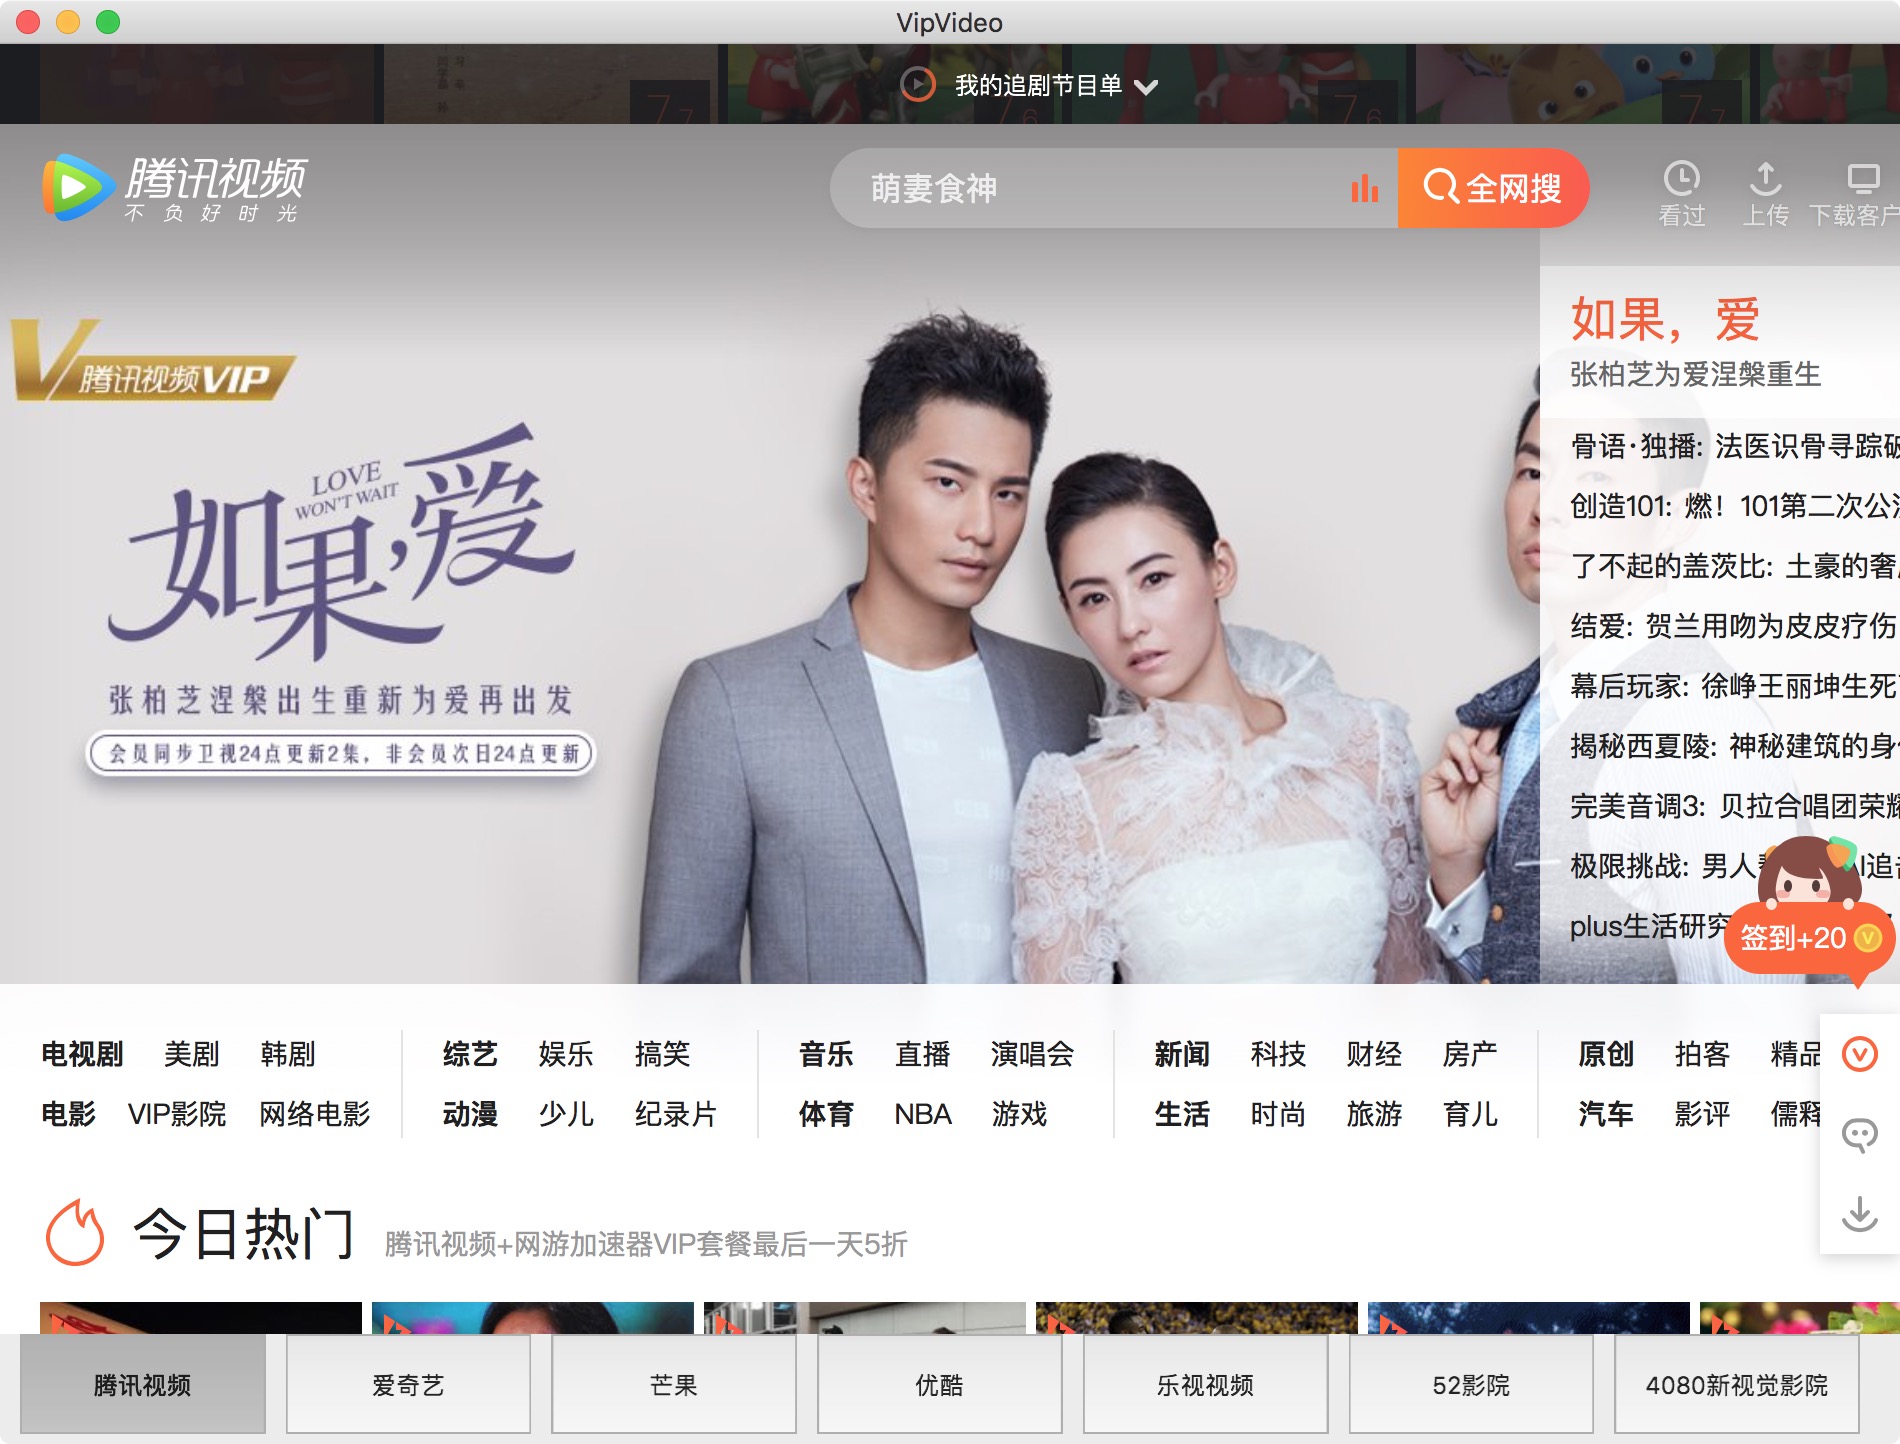 VipVideo
我的追剧节目单
腾讯视频
不负好时光
萌妻食神
全网搜
看过
上传
下载客户
腾讯视频VIP
LOVE
WON'T WAIT
如果,爱
张柏芝涅槃出生重新为爱再出发
会员同步卫视24点更新2集，非会员次日24点更新
如果，爱
张柏芝为爱涅槃重生
骨语·独播: 法医识骨寻踪破
创造101: 燃！101第二次公
了不起的盖茨比: 土豪的奢
结爱: 贺兰用吻为皮皮疗伤
幕后玩家: 徐峥王丽坤生死
揭秘西夏陵: 神秘建筑的身
完美音调3: 贝拉合唱团荣耀
极限挑战: 男人
plus生活研究
签到+20
电视剧 美剧 韩剧 综艺 娱乐 搞笑 音乐 直播 演唱会 新闻 科技 财经 房产 原创 拍客 精品
电影 VIP影院 网络电影 动漫 少儿 纪录片 体育 NBA 游戏 生活 时尚 旅游 育儿 汽车 影评 儒释
今日热门 腾讯视频+网游加速器VIP套餐最后一天5折
腾讯视频 爱奇艺 芒果 优酷 乐视视频 52影院 4080新视觉影院